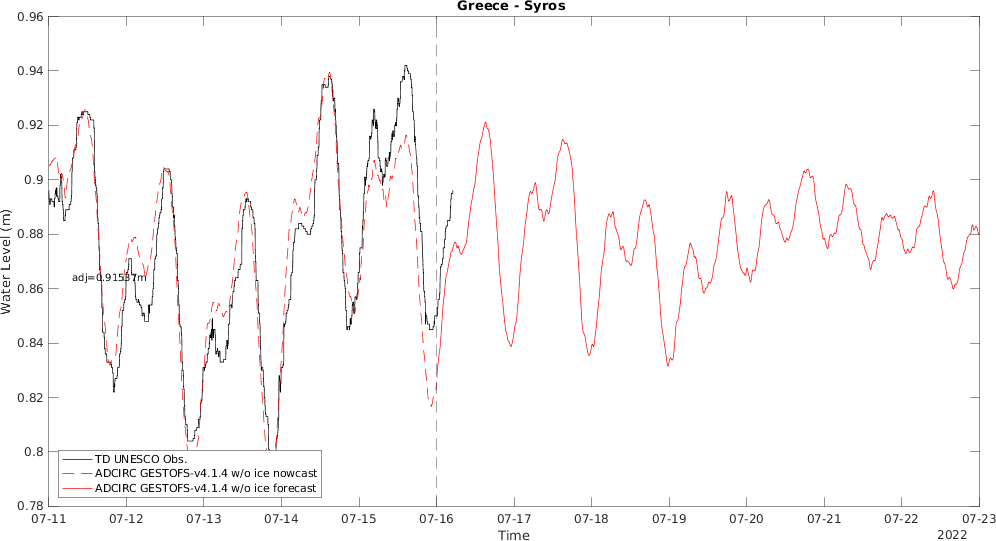 Greece - Syros
0.96
0.94
0.92
0.9
0.88
0.86
0.84
0.82
0.8
0.78
Water Level (m)
adj=0.91537m
TD UNESCO Obs.
ADCIRC GESTOFS-v4.1.4 w/o ice nowcast
ADCIRC GESTOFS-v4.1.4 w/o ice forecast
07-11 07-12 07-13 07-14 07-15 07-16 07-17 07-18 07-19 07-20 07-21 07-22 07-23
Time
2022